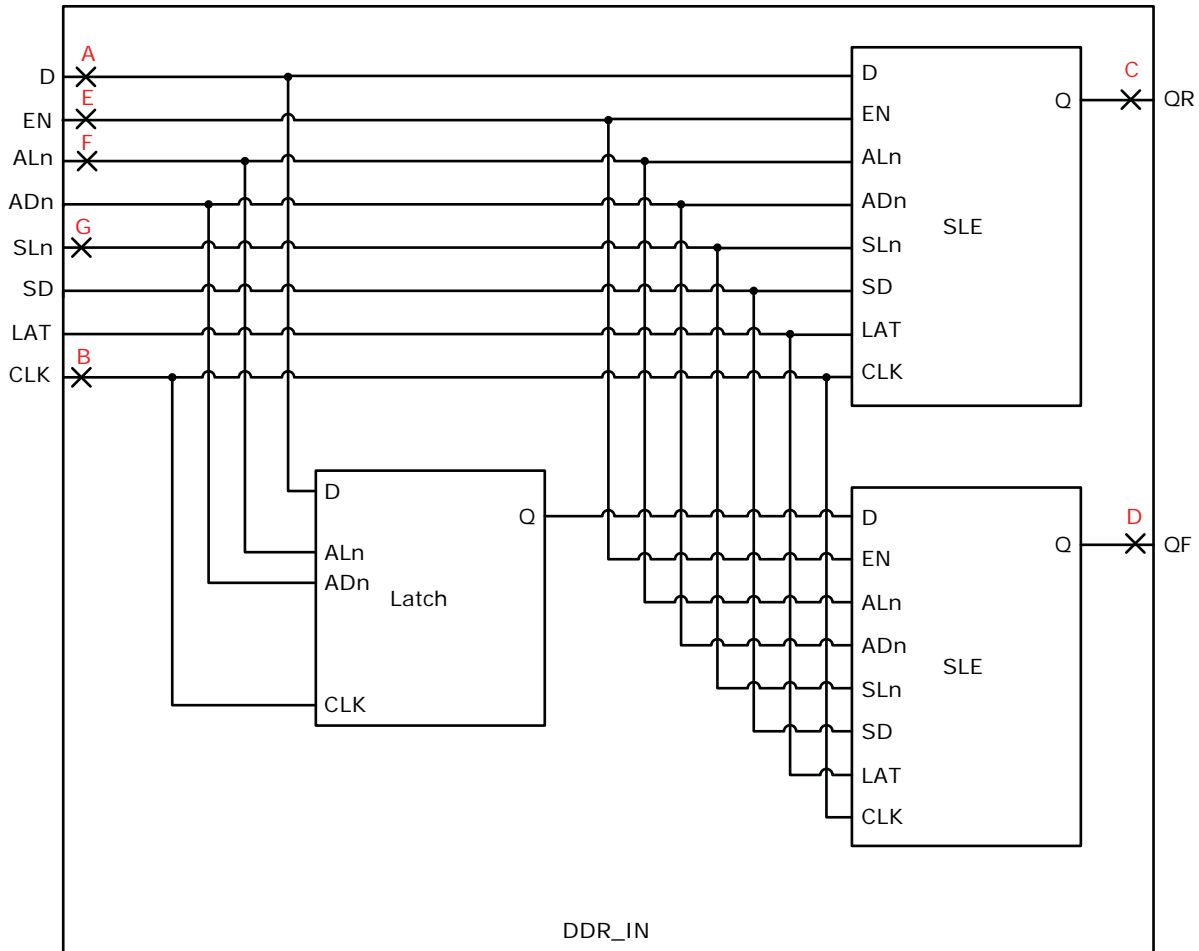 A
D
E
EN
F
ALn
ADn
G
SLn
SD
LAT
B
CLK
D
EN
ALn
ADn
SLn
SD
LAT
CLK
SLE
Q
C
QR
D
ALn
ADn
Latch
CLK
Q
D
EN
ALn
ADn
SLn
SD
LAT
CLK
SLE
Q
D
QF
DDR_IN